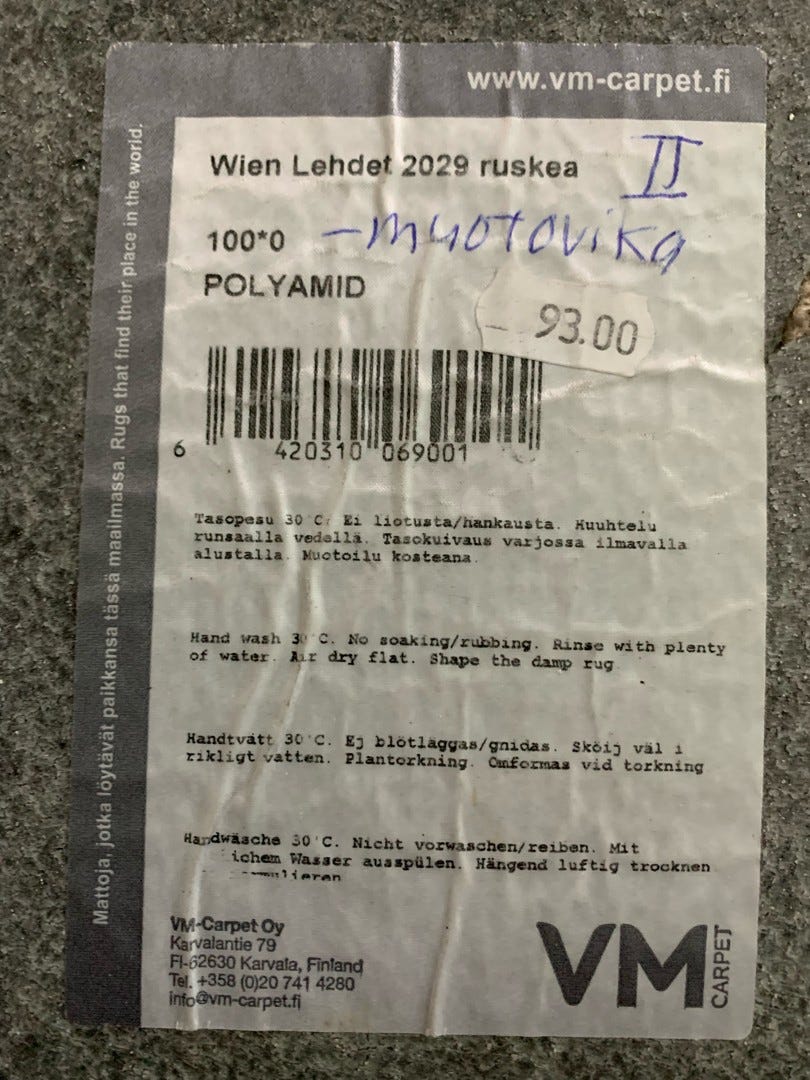 www.vm-carpet.fi
Wien Lehdet 2029 ruskea
II
100*0
-muotovika
POLYAMID
93.00
6 420310 069001
Tasopesu 30°C. Ei liotusta/hankausta. Huuhtelu
runsaalla vedellä. Tasokuivaus varjossa ilmavalla
alustalla. Muotoilu kosteana.
Hand wash 30°C. No soaking/rubbing. Rinse with plenty
of water. Air dry flat. Shape the damp rug
Handtvätt 30°C. Ej blötläggas/gnidas. Sköij väl i
rikligt vatten. Plantorkning. Omformas vid torkning
Handwäsche 30°C. Nicht vorwaschen/reiben. Mit
Wasser ausspülen. Hängend luftig trocknen
VM-Carpet Oy
Karvalantie 79
FI-62630 Karvala, Finland
Tel. +358 (0)20 741 4280
info@vm-carpet.fi
VM
CARPET
Mattoja, jotka löytävät paikkansa tässä maailmassa. Rugs that find their place in the world.